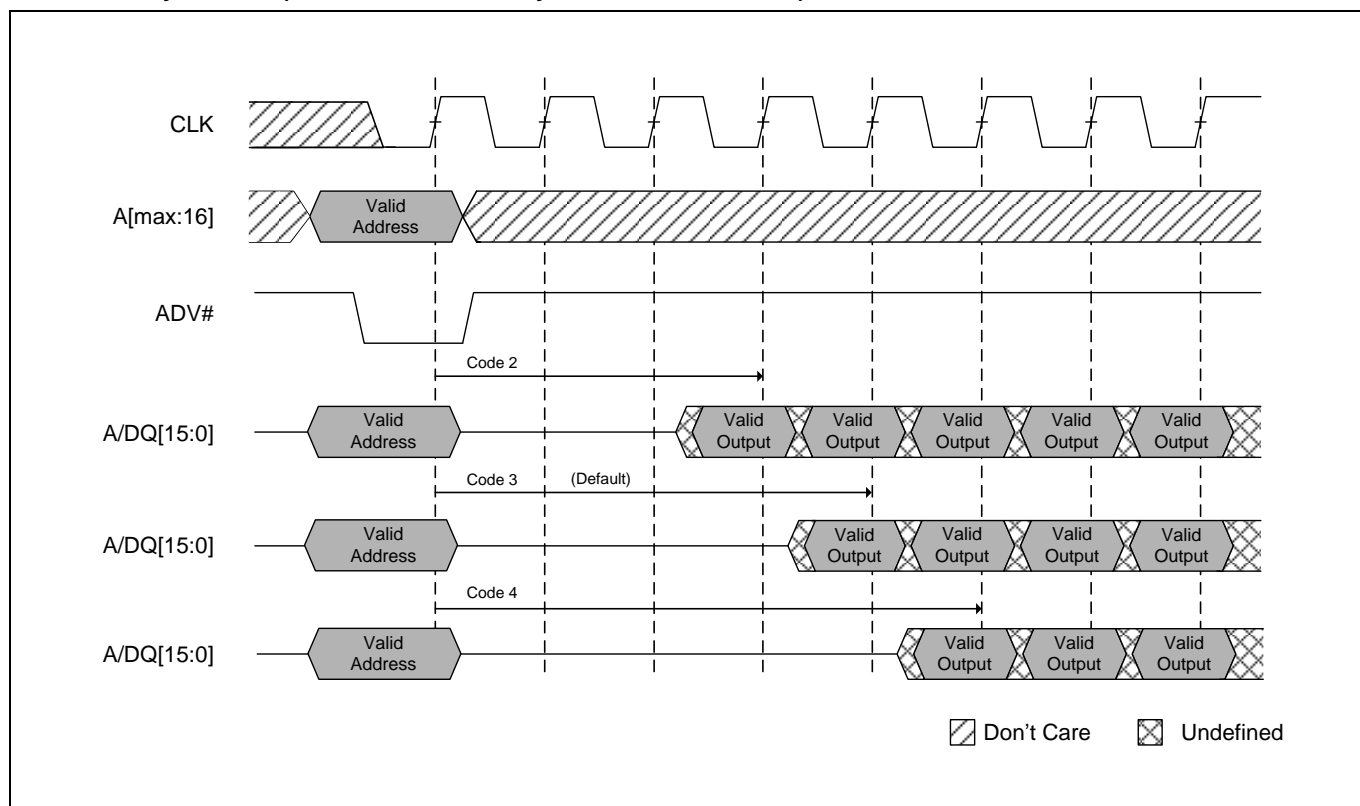 CLK
A[max:16]
Valid
Address
ADV#
Code 2
A/DQ[15:0]
Valid
Address
Valid
Output
Valid
Output
Valid
Output
Valid
Output
Valid
Output
Code 3
(Default)
A/DQ[15:0]
Valid
Address
Valid
Output
Valid
Output
Valid
Output
Valid
Output
Code 4
A/DQ[15:0]
Valid
Address
Valid
Output
Valid
Output
Valid
Output
Don't Care
Undefined